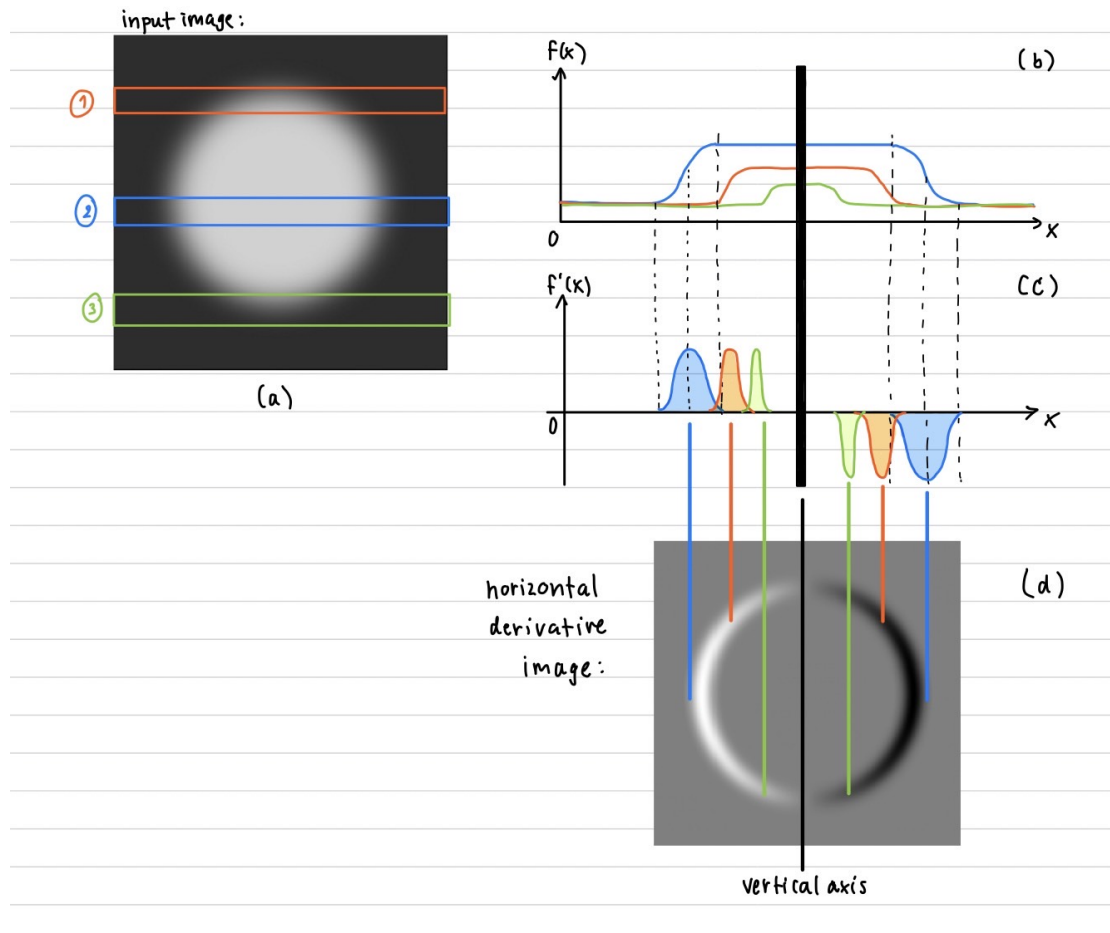 input image:
①
②
③
(a)
f(x)
(b)
0
x
f'(x)
(c)
0
x
horizontal
derivative
image:
(d)
vertical axis